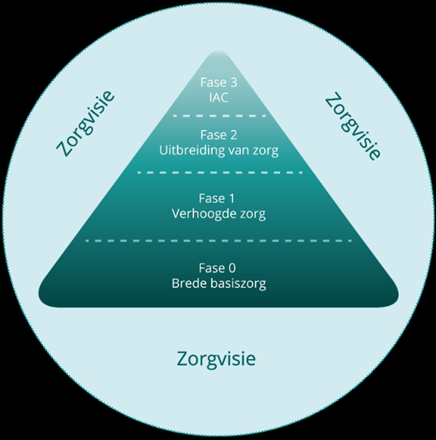 Zorgvisie
Zorgvisie
Fase 3
IAC
Fase 2
Uitbreiding van zorg
Fase 1
Verhoogde zorg
Fase 0
Brede basiszorg
Zorgvisie